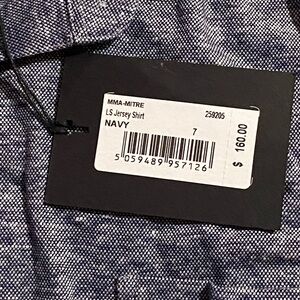 MMA-MITRE
LS Jersey Shirt 259205
NAVY 7
5 059489 957126
$ 160.00